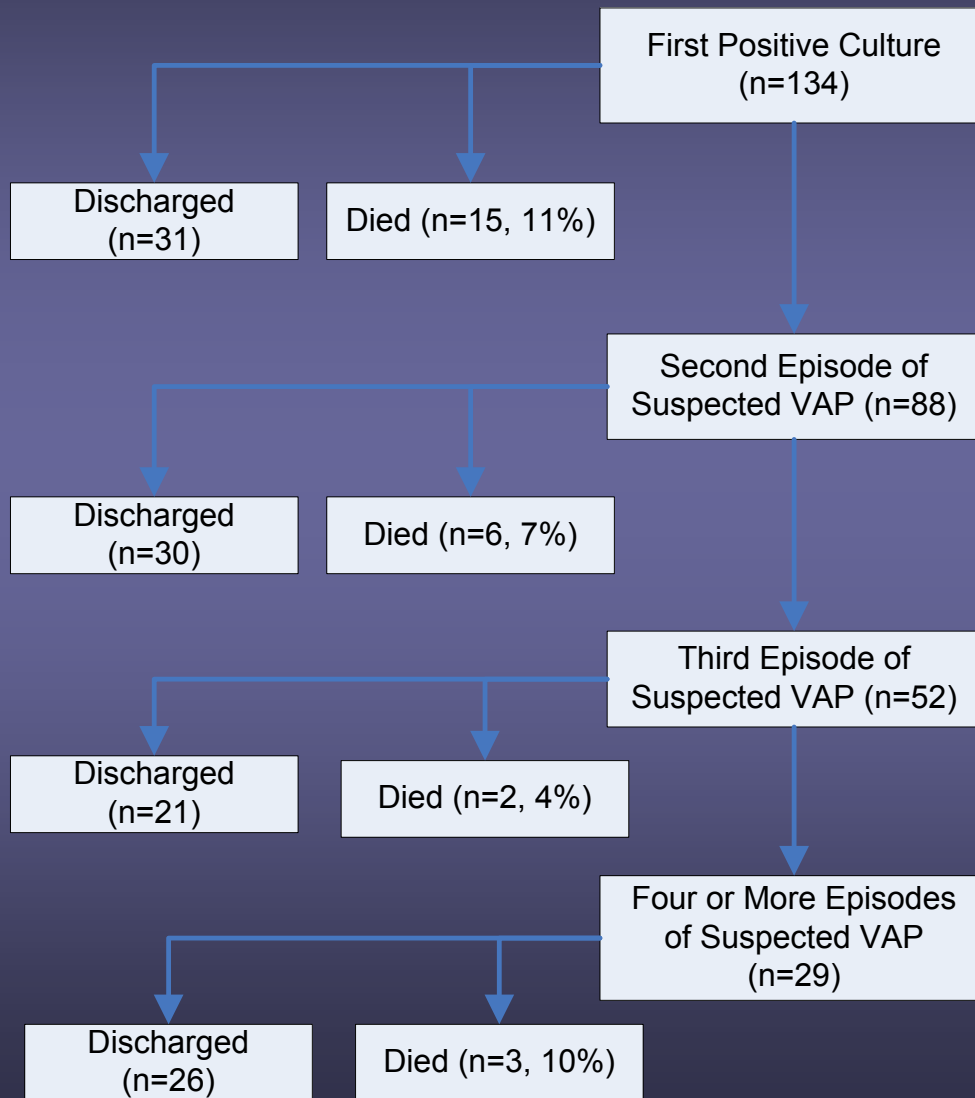 First Positive Culture
(n=134)
Discharged
(n=31)
Died (n=15, 11%)
Second Episode of
Suspected VAP (n=88)
Discharged
(n=30)
Died (n=6, 7%)
Third Episode of
Suspected VAP (n=52)
Discharged
(n=21)
Died (n=2, 4%)
Four or More Episodes
of Suspected VAP
(n=29)
Discharged
(n=26)
Died (n=3, 10%)